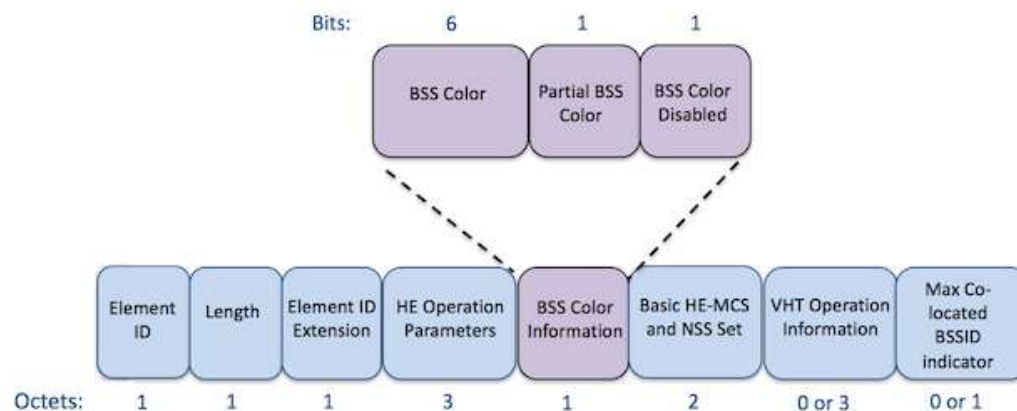 Bits: 6 1 1
BSS Color
Partial BSS
Color
BSS Color
Disabled
Element
ID
Length
Element ID
Extension
HE Operation
Parameters
BSS Color
Information
Basic HE-MCS
and NSS Set
VHT Operation
Information
Max Co-
located
BSSID
indicator
Octets: 1 1 1 3 1 2 0 or 3 0 or 1